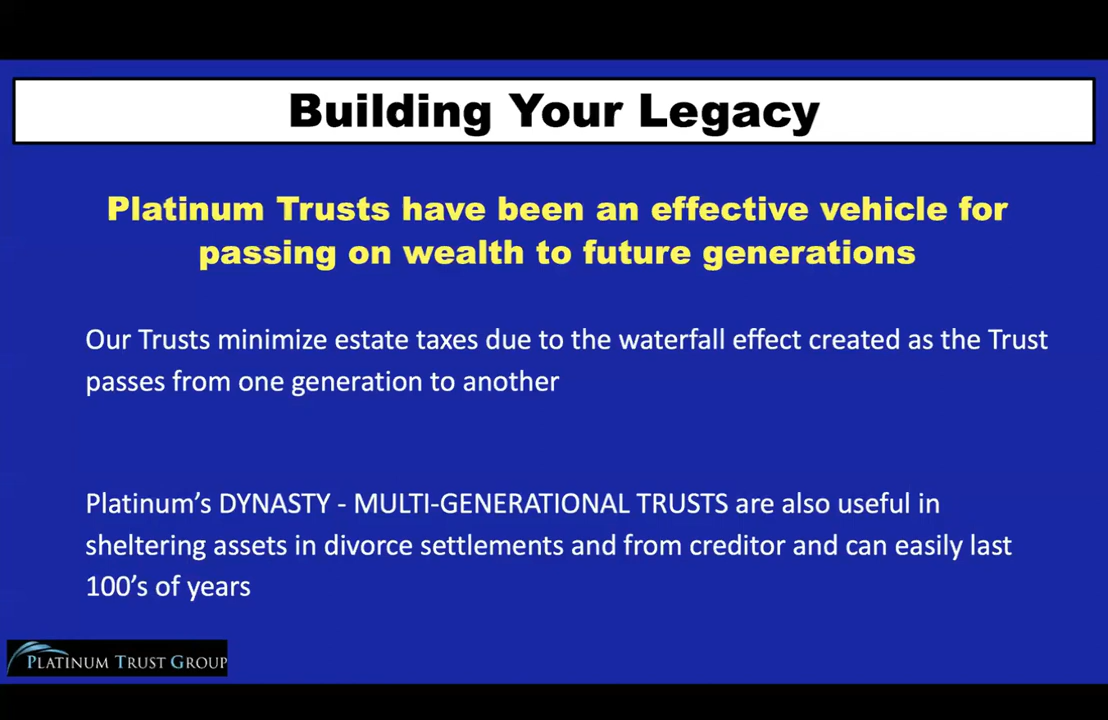 Building Your Legacy
Platinum Trusts have been an effective vehicle for
passing on wealth to future generations
Our Trusts minimize estate taxes due to the waterfall effect created as the Trust
passes from one generation to another
Platinum’s DYNASTY - MULTI-GENERATIONAL TRUSTS are also useful in
sheltering assets in divorce settlements and from creditor and can easily last
100’s of years
PLATINUM TRUST GROUP